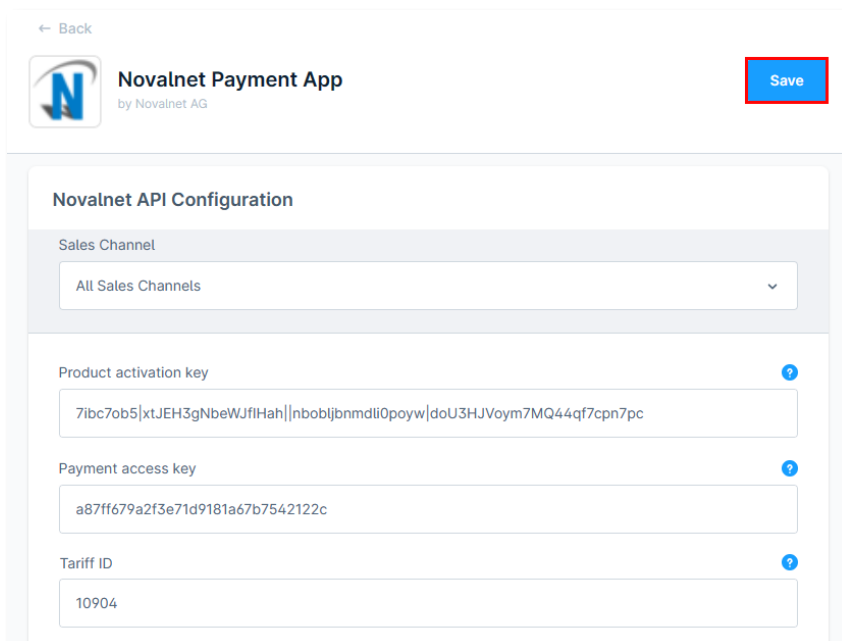 ← Back
N
Novalnet Payment App
by Novalnet AG
Save
Novalnet API Configuration
Sales Channel
All Sales Channels
Product activation key
?
7ibc7ob5|xtJEH3gNbeWJfIHah||nbobljbnmdli0poyw|doU3HJVoym7MQ44qf7cpn7pc
Payment access key
?
a87ff679a2f3e71d9181a67b7542122c
Tariff ID
?
10904